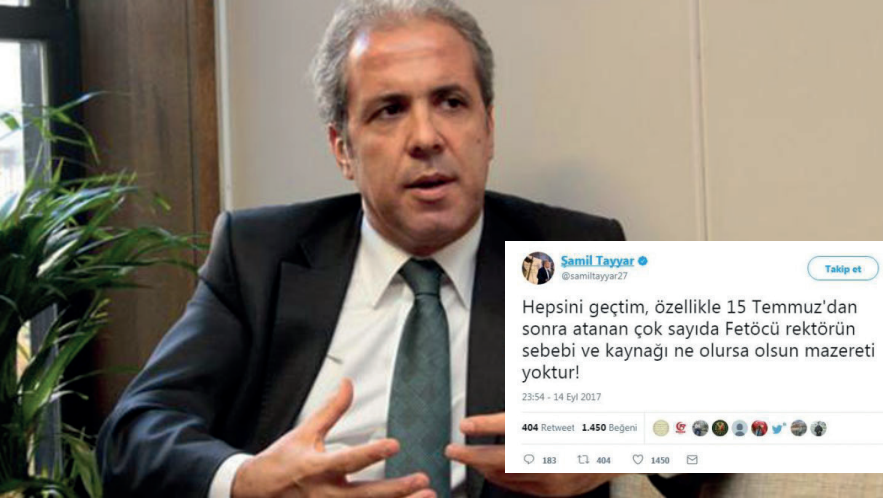 Şamil Tayyar
@samiltayyar27
Takip et
Hepsini geçtim, özellikle 15 Temmuz'dan
sonra atanan çok sayıda Fetöcü rektörün
sebebi ve kaynağı ne olursa olsun mazereti
yoktur!
23:54 - 14 Eyl 2017
404 Retweet 1.450 Beğeni
183 404 1450